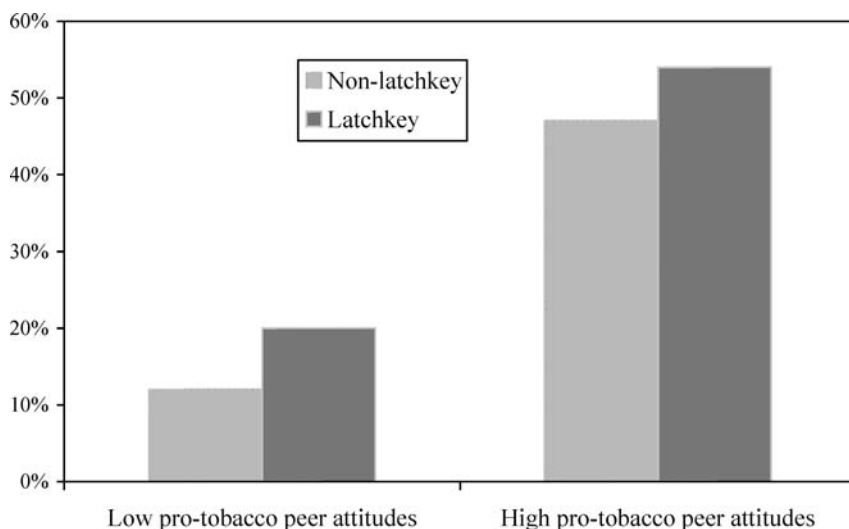 60%
50%
40%
30%
20%
10%
0%
Non-latchkey
Latchkey
Low pro-tobacco peer attitudes
High pro-tobacco peer attitudes